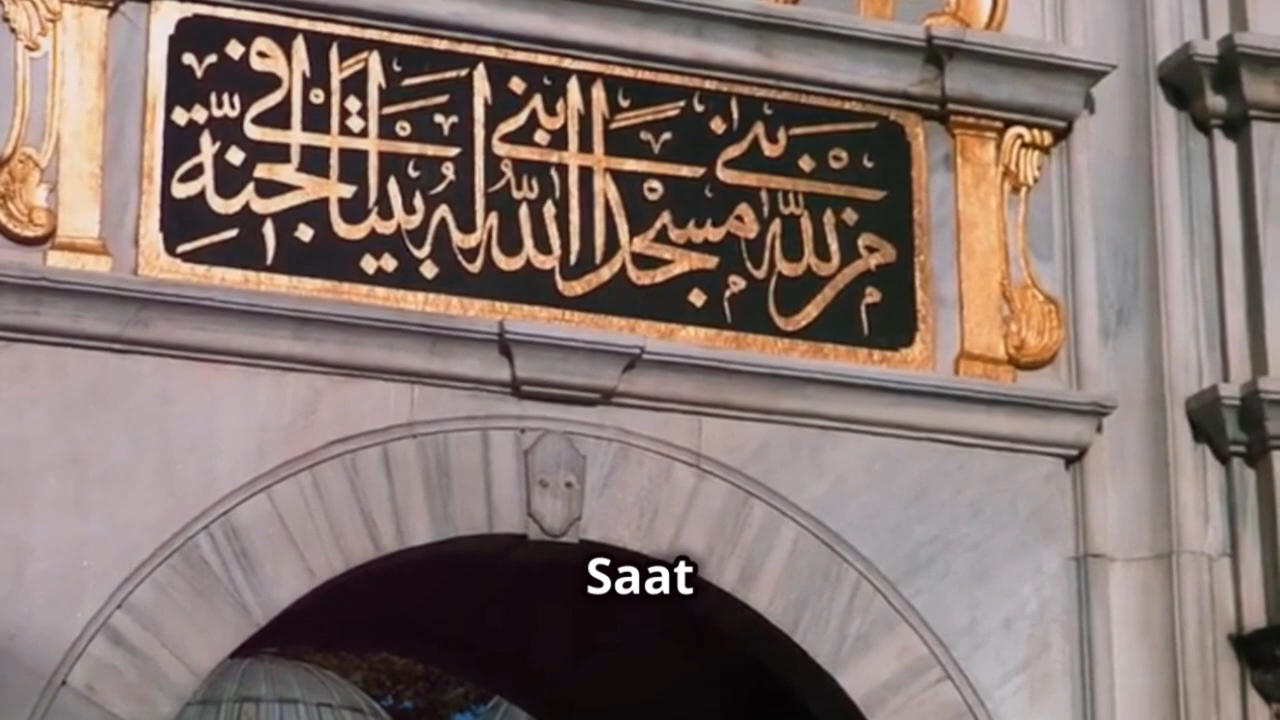 من بنى لله مسجدا بنى الله له بيتا في الجنة
Saat